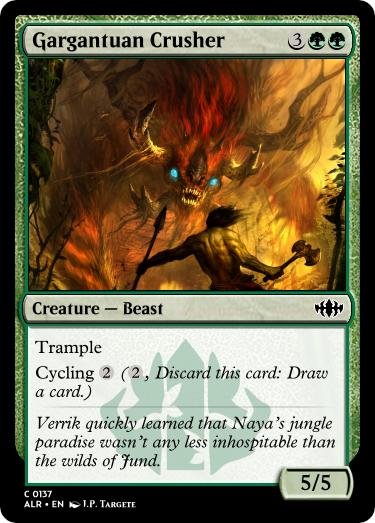 Gargantuan Crusher 3
Creature — Beast
Trample
Cycling 2 (2, Discard this card: Draw
a card.)
Verrik quickly learned that Naya's jungle
paradise wasn't any less inhospitable than
the wilds of Jund.
5/5
C 0137
ALR • EN J.P. Targete